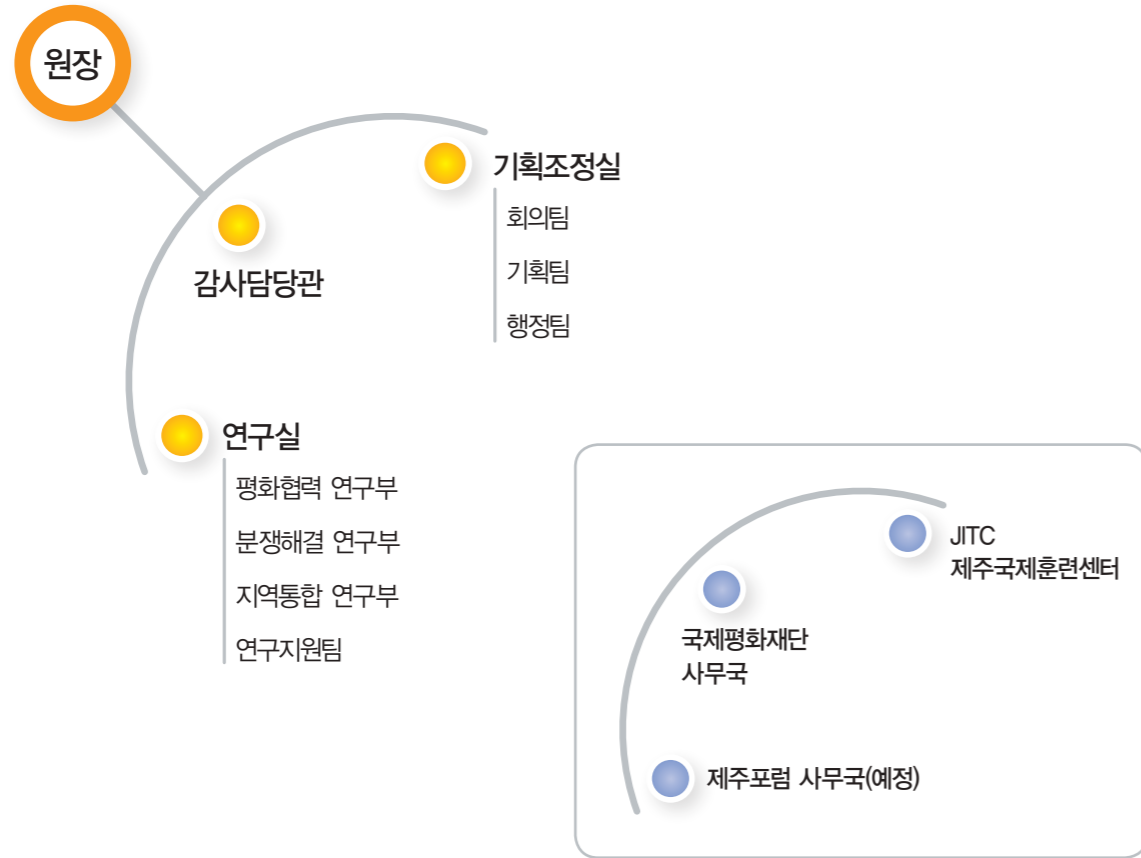 원장
기획조정실
회의팀
기획팀
행정팀
감사담당관
연구실
평화협력 연구부
분쟁해결 연구부
지역통합 연구부
연구지원팀
JITC
제주국제훈련센터
국제평화재단
사무국
제주포럼 사무국(예정)